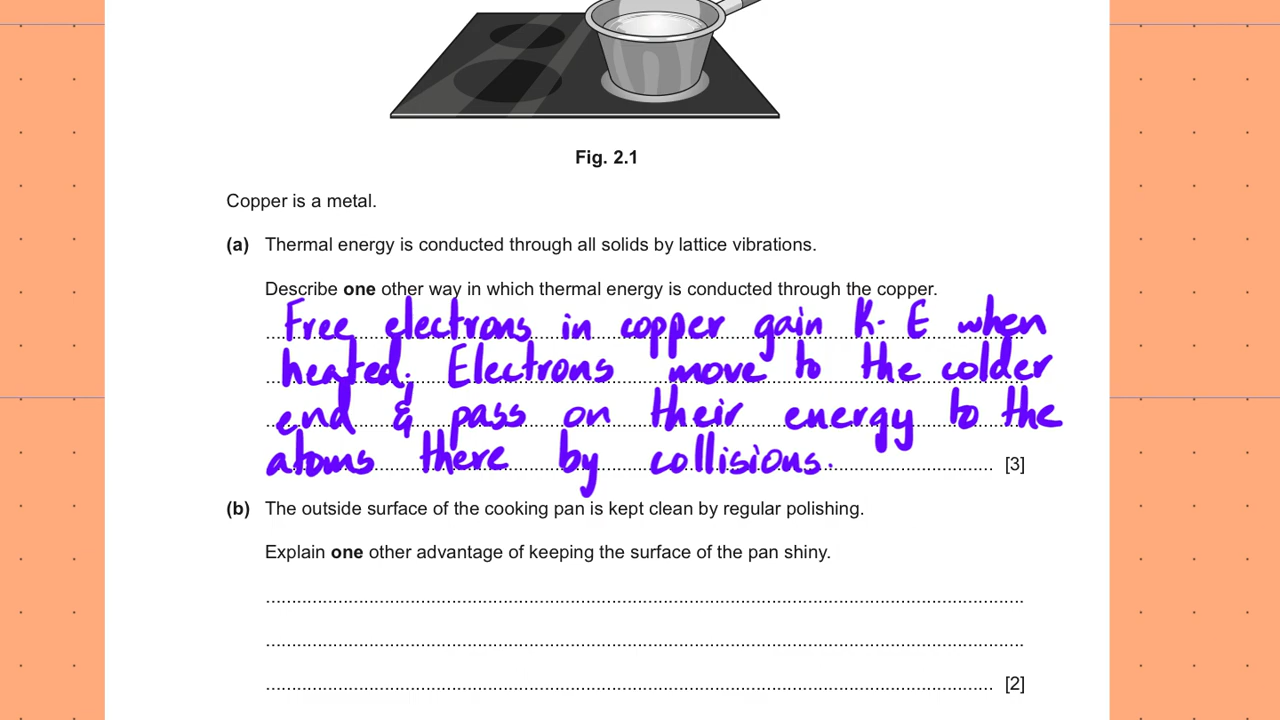 Fig. 2.1
Copper is a metal.
(a) Thermal energy is conducted through all solids by lattice vibrations.
Describe one other way in which thermal energy is conducted through the copper.
Free electrons in copper gain K.E when
heated; Electrons move to the colder
end & pass on their energy to the
atoms there by collisions.
[3]
(b) The outside surface of the cooking pan is kept clean by regular polishing.
Explain one other advantage of keeping the surface of the pan shiny.
[2]